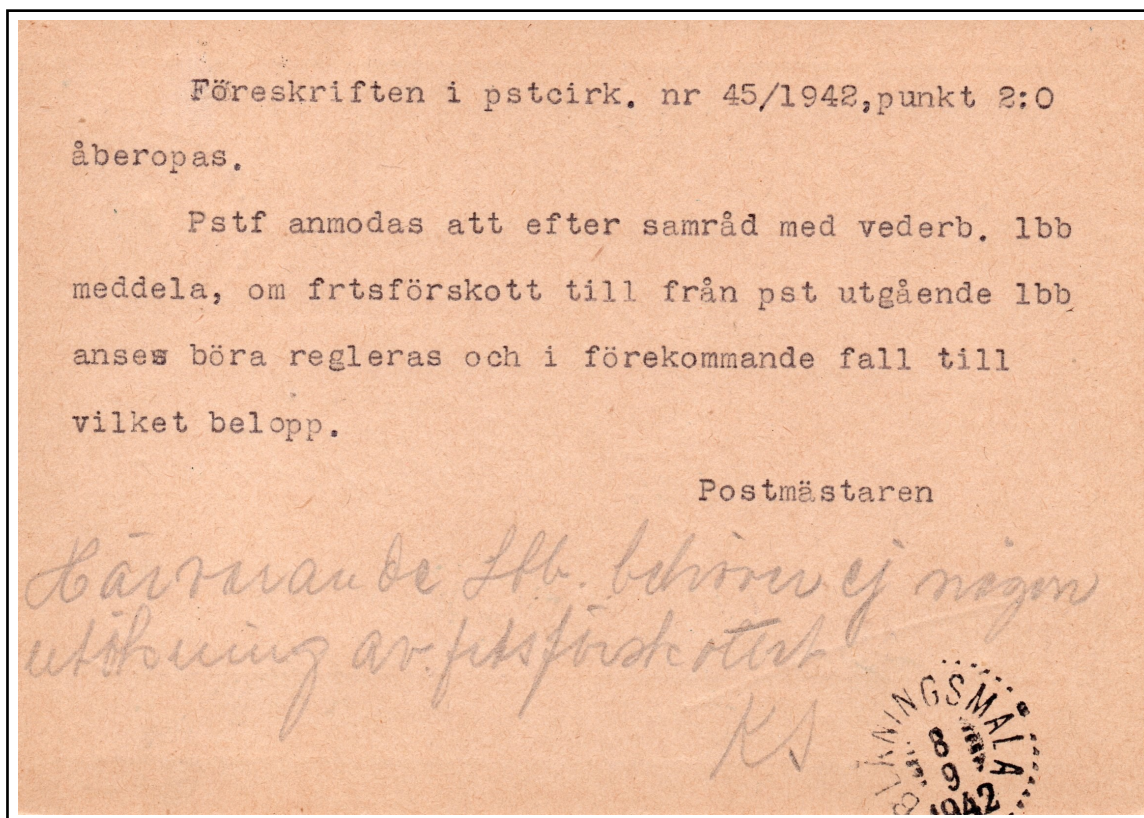 Föreskriften i pstcirk. nr 45/1942,punkt 2:0
åberopas.
Pstf anmodas att efter samråd med vederb. lbb
meddela, om frtsförskott till från pst utgående lbb
anses böra regleras och i förekommande fall till
vilket belopp.
Postmästaren
Härvarande Lbb. behöver ej någon
utökning av frtsförskottet
KS
BLÄNINGSMÅLA
8
9
1942